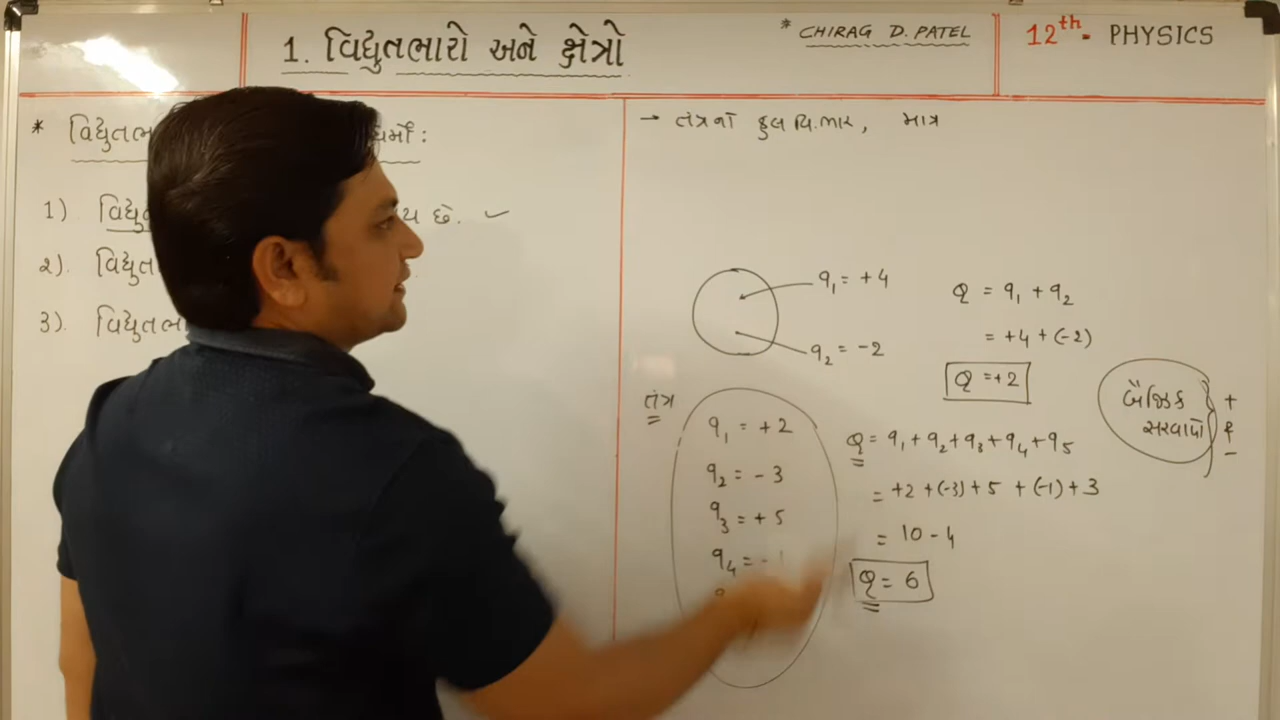 1. વિદ્યુતભારો અને ક્ષેત્રો
* CHIRAG D. PATEL
12th - PHYSICS
*
1)
છે. ✓
2).
3).
→ તંત્રનો કુલ વિ.ભાર, માત્ર
q₁ = +4
q₂ = -2
Q = q₁ + q₂
= +4 + (-2)
Q = +2
બૈજિક
સરવાળો
+
-
તંત્ર
q₁ = +2
q₂ = - 3
q₃ = + 5
q₄ = -
Q = q₁ + q₂ + q₃ + q₄ + q₅
= +2 + (-3) + 5 + (-1) + 3
= 10 - 4
Q = 6